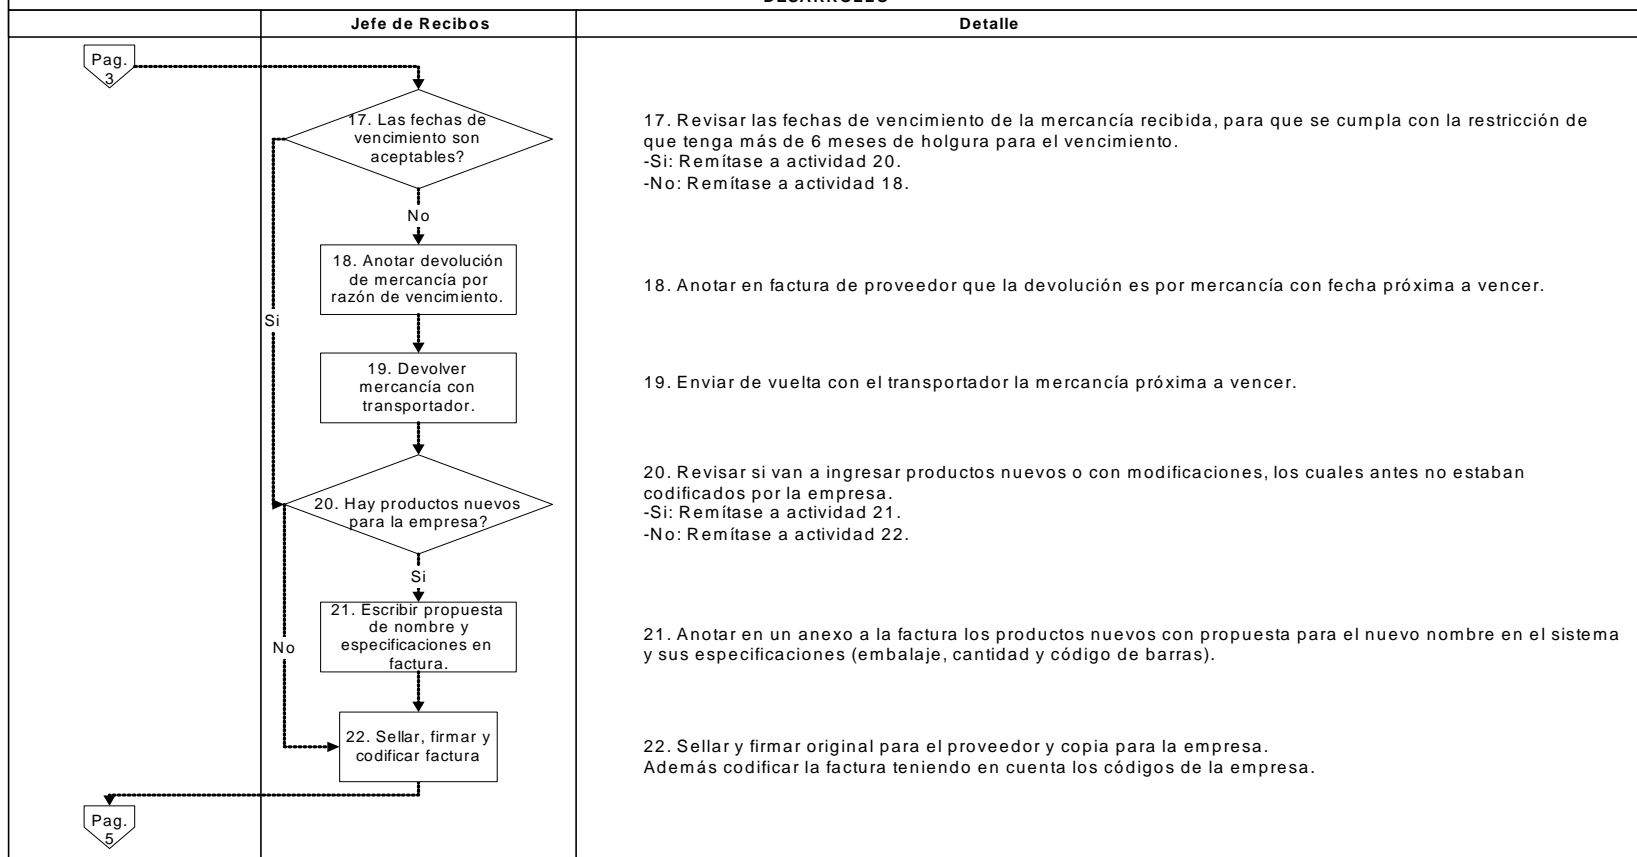 DESARROLLO
Jefe de Recibos
Detalle
Pag.
3
17. Las fechas de
vencimiento son
aceptables?
17. Revisar las fechas de vencimiento de la mercancía recibida, para que se cumpla con la restricción de
que tenga más de 6 meses de holgura para el vencimiento.
-Si: Remítase a actividad 20.
-No: Remítase a actividad 18.
No
18. Anotar devolución
de mercancía por
razón de vencimiento.
18. Anotar en factura de proveedor que la devolución es por mercancía con fecha próxima a vencer.
Si
19. Devolver
mercancía con
transportador.
19. Enviar de vuelta con el transportador la mercancía próxima a vencer.
20. Hay productos nuevos
para la empresa?
20. Revisar si van a ingresar productos nuevos o con modificaciones, los cuales antes no estaban
codificados por la empresa.
-Si: Remítase a actividad 21.
-No: Remítase a actividad 22.
Si
21. Escribir propuesta
de nombre y
especificaciones en
factura.
No
21. Anotar en un anexo a la factura los productos nuevos con propuesta para el nuevo nombre en el sistema
y sus especificaciones (embalaje, cantidad y código de barras).
22. Sellar, firmar y
codificar factura
22. Sellar y firmar original para el proveedor y copia para la empresa.
Además codificar la factura teniendo en cuenta los códigos de la empresa.
Pag.
5